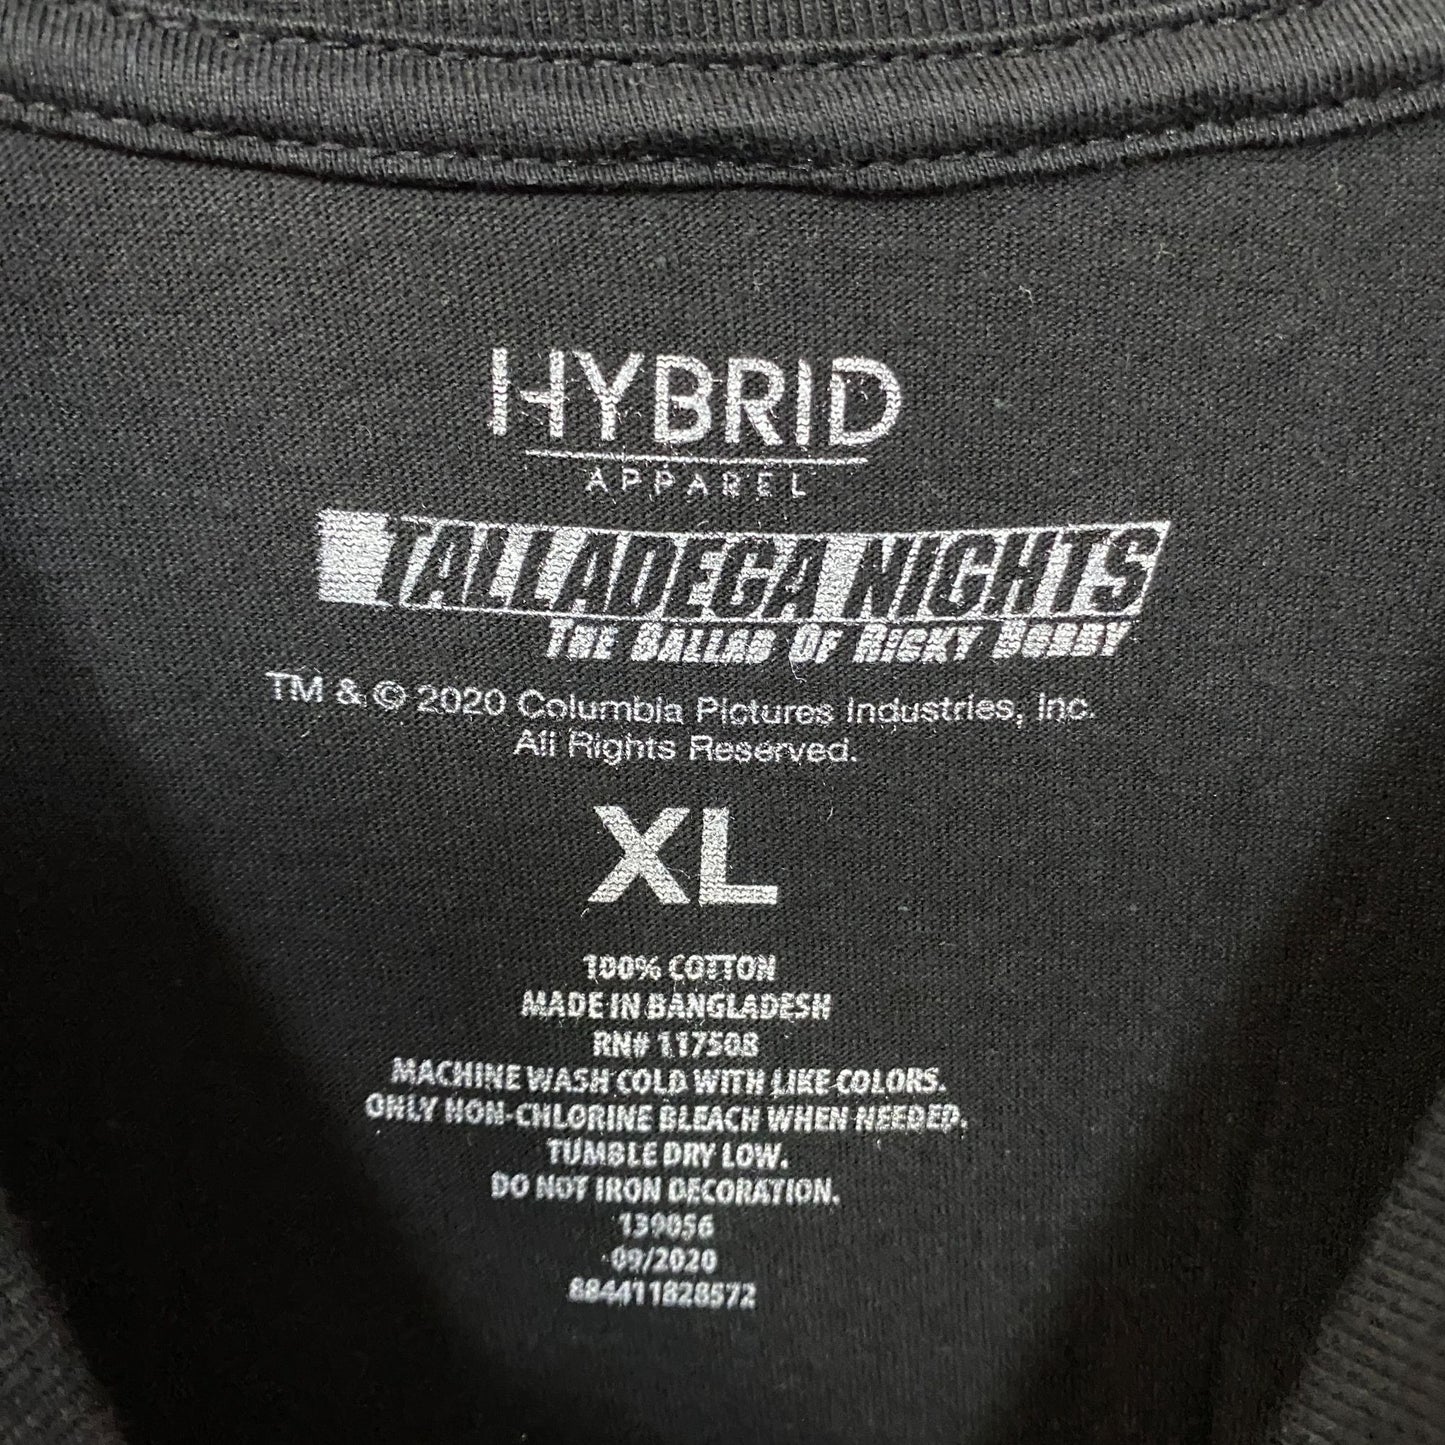 HYBRID
APPAREL
TALLADEGA NIGHTS
THE BALLAD OF RICKY BOBBY
TM & © 2020 Columbia Pictures Industries, Inc.
All Rights Reserved.
XL
100% COTTON
MADE IN BANGLADESH
RN# 117508
MACHINE WASH COLD WITH LIKE COLORS.
ONLY NON-CHLORINE BLEACH WHEN NEEDED.
TUMBLE DRY LOW.
DO NOT IRON DECORATION.
139056
09/2020
884411828572